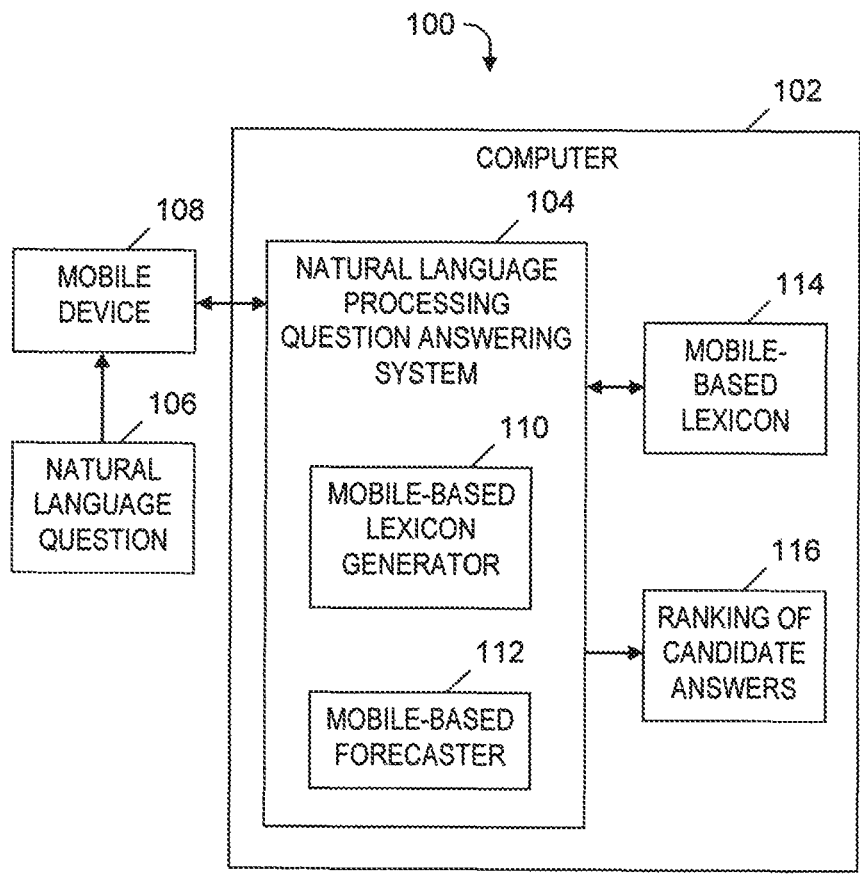 100
102
COMPUTER
108
MOBILE
DEVICE
104
NATURAL LANGUAGE
PROCESSING
QUESTION ANSWERING
SYSTEM
114
MOBILE-
BASED
LEXICON
106
NATURAL
LANGUAGE
QUESTION
110
MOBILE-BASED
LEXICON
GENERATOR
116
RANKING OF
CANDIDATE
ANSWERS
112
MOBILE-BASED
FORECASTER